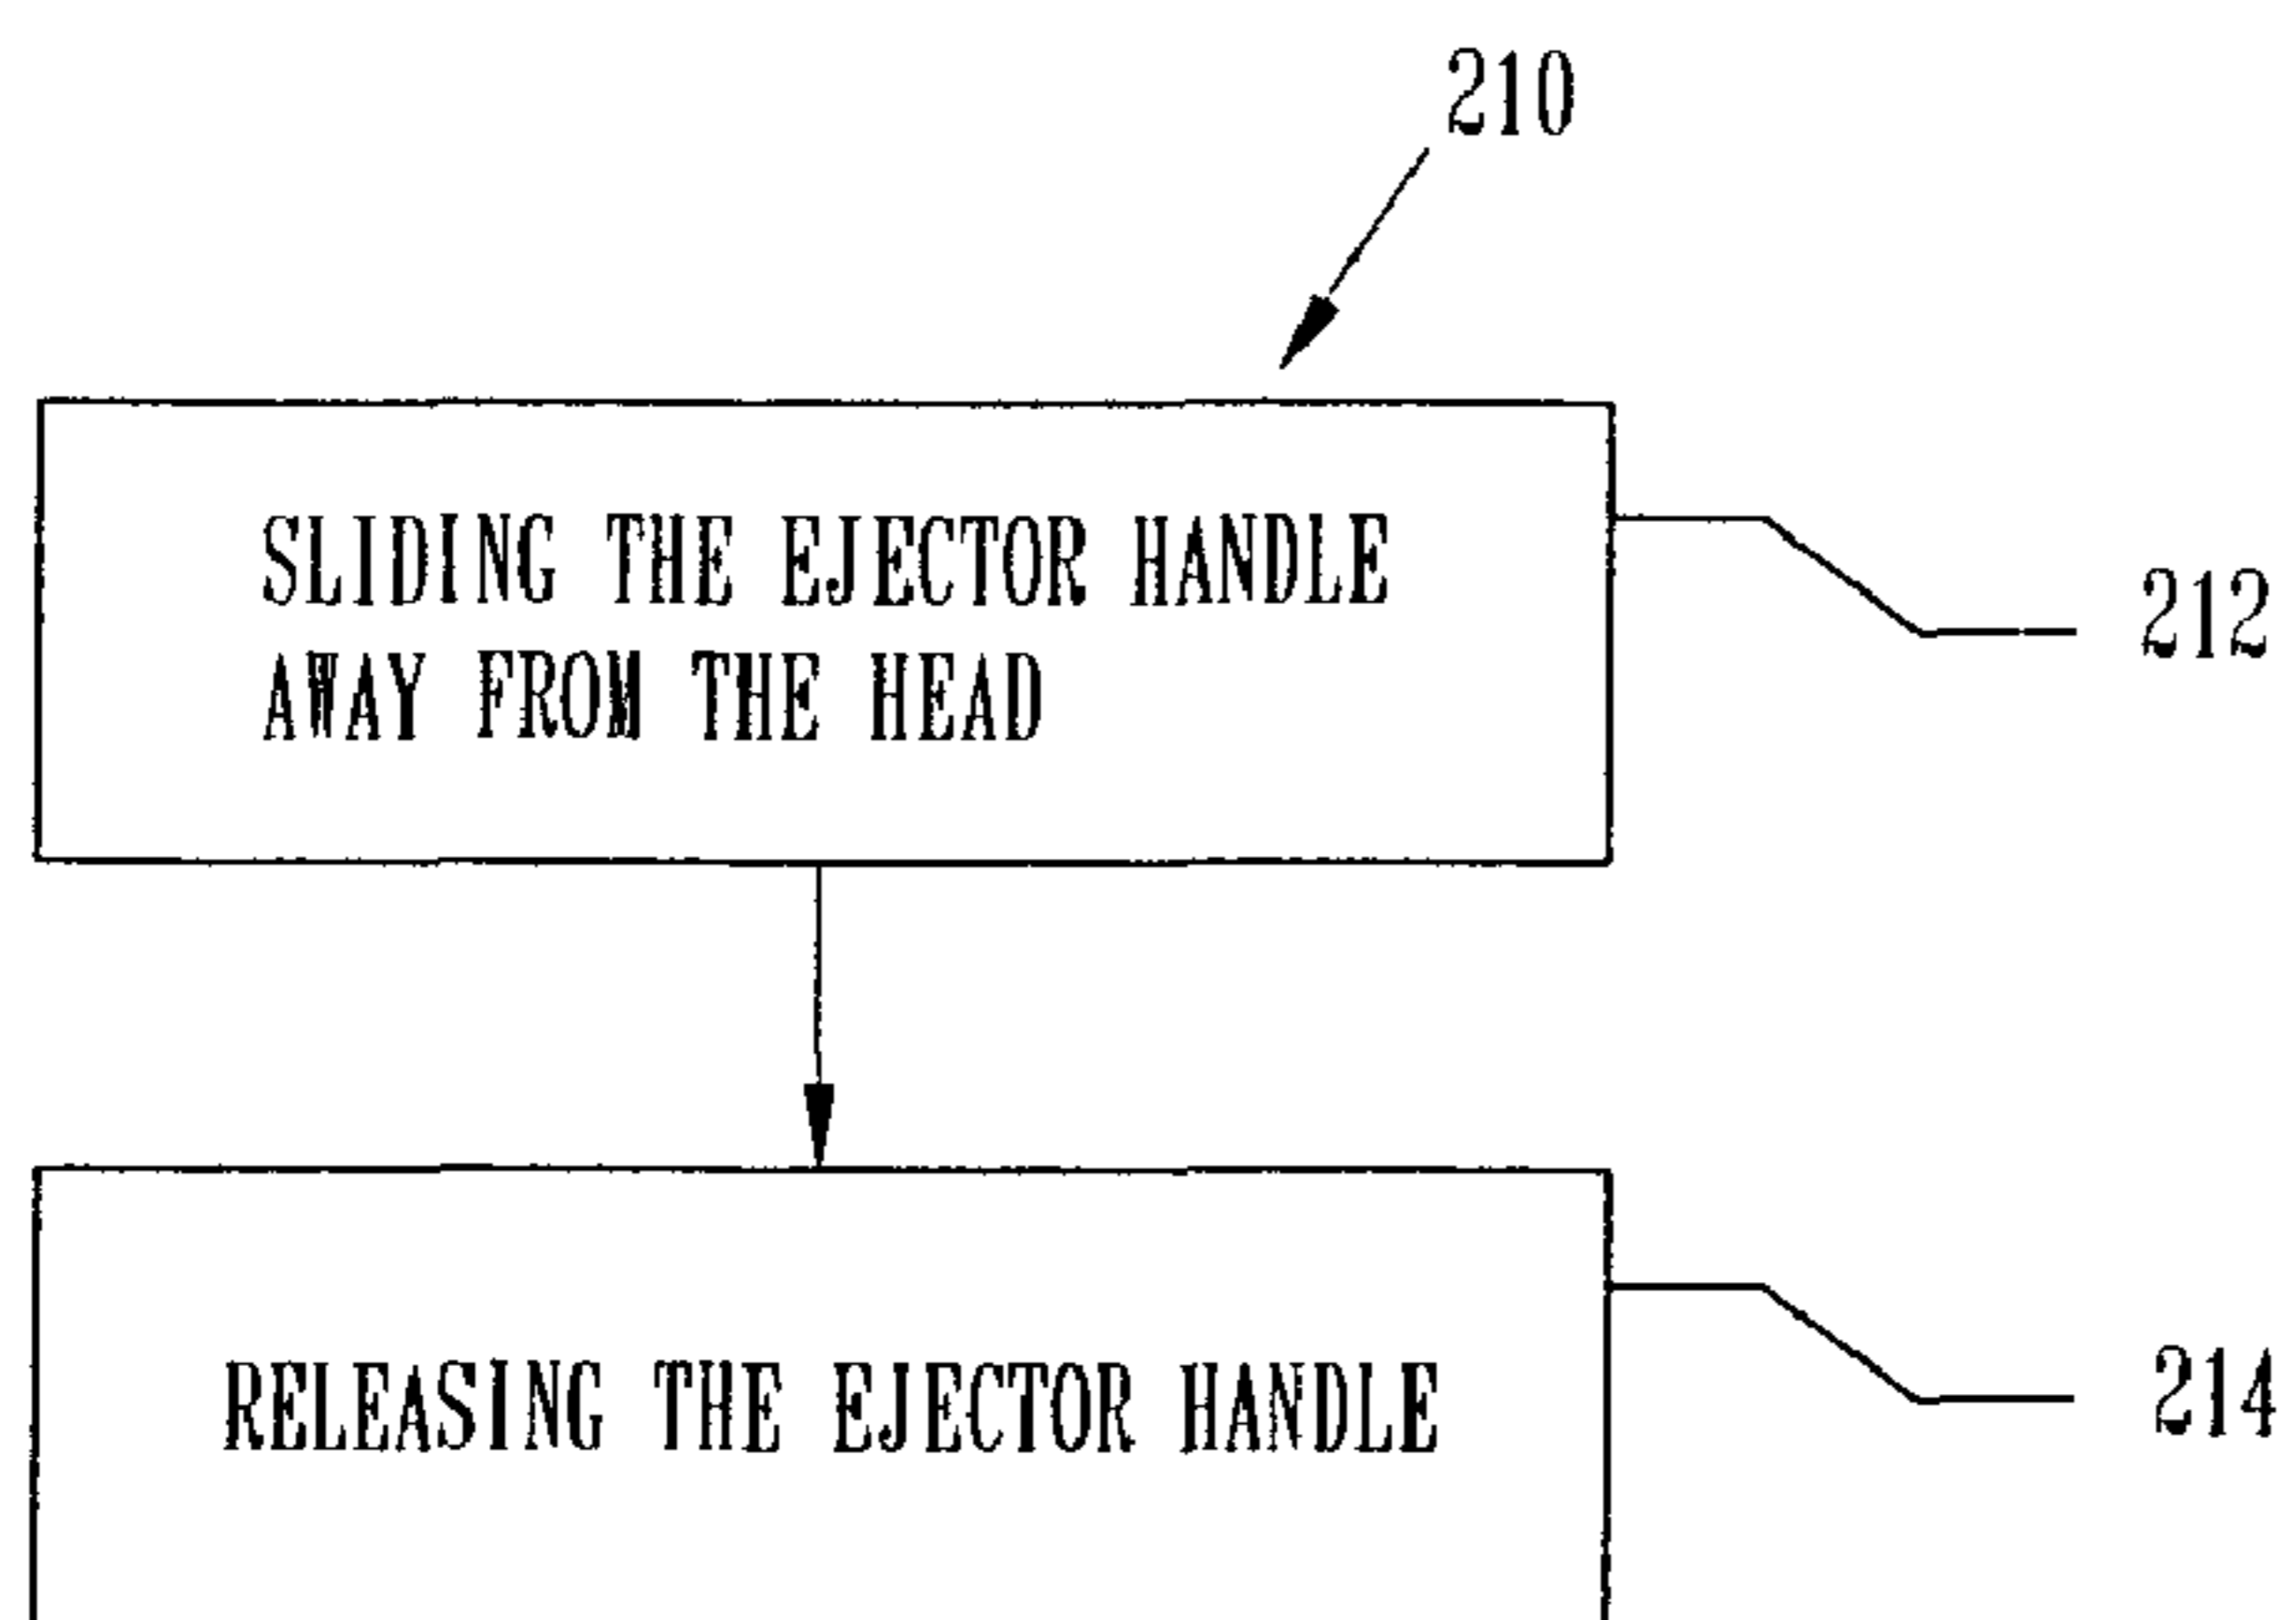 210
SLIDING THE EJECTOR HANDLE
AWAY FROM THE HEAD
212
RELEASING THE EJECTOR HANDLE
214